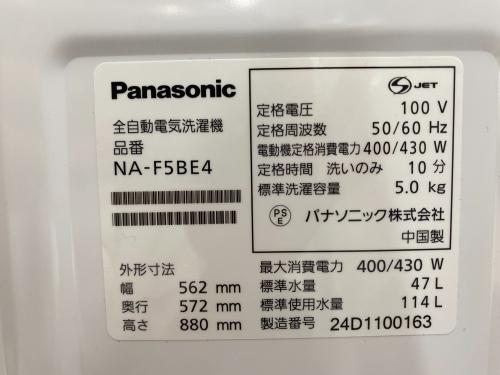 Panasonic
全自動電気洗濯機
品番
NA-F5BE4
外形寸法
幅 562 mm
奥行 572 mm
高さ 880 mm
S JET
定格電圧 100 V
定格周波数 50/60 Hz
電動機定格消費電力 400/430 W
定格時間 洗いのみ 10 分
標準洗濯容量 5.0 kg
PSE パナソニック株式会社
中国製
最大消費電力 400/430 W
標準水量 47 L
標準使用水量 114 L
製造番号 24D1100163